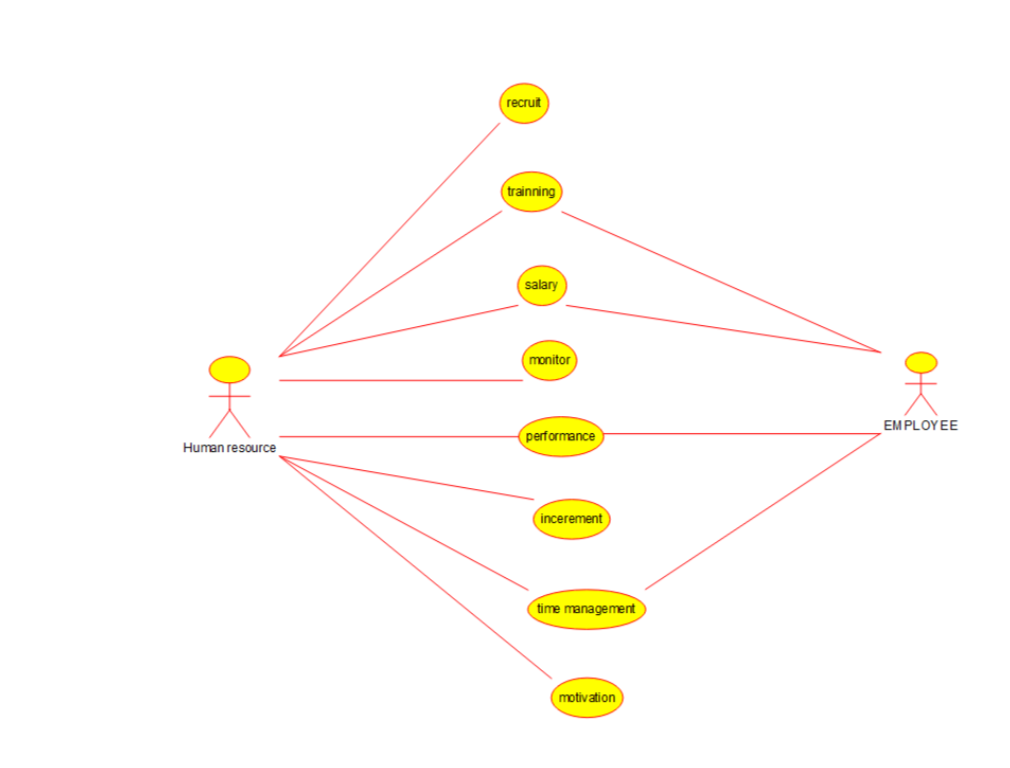 recruit
trainning
salary
monitor
performance
EMPLOYEE
Human resource
incerement
time management
motivation